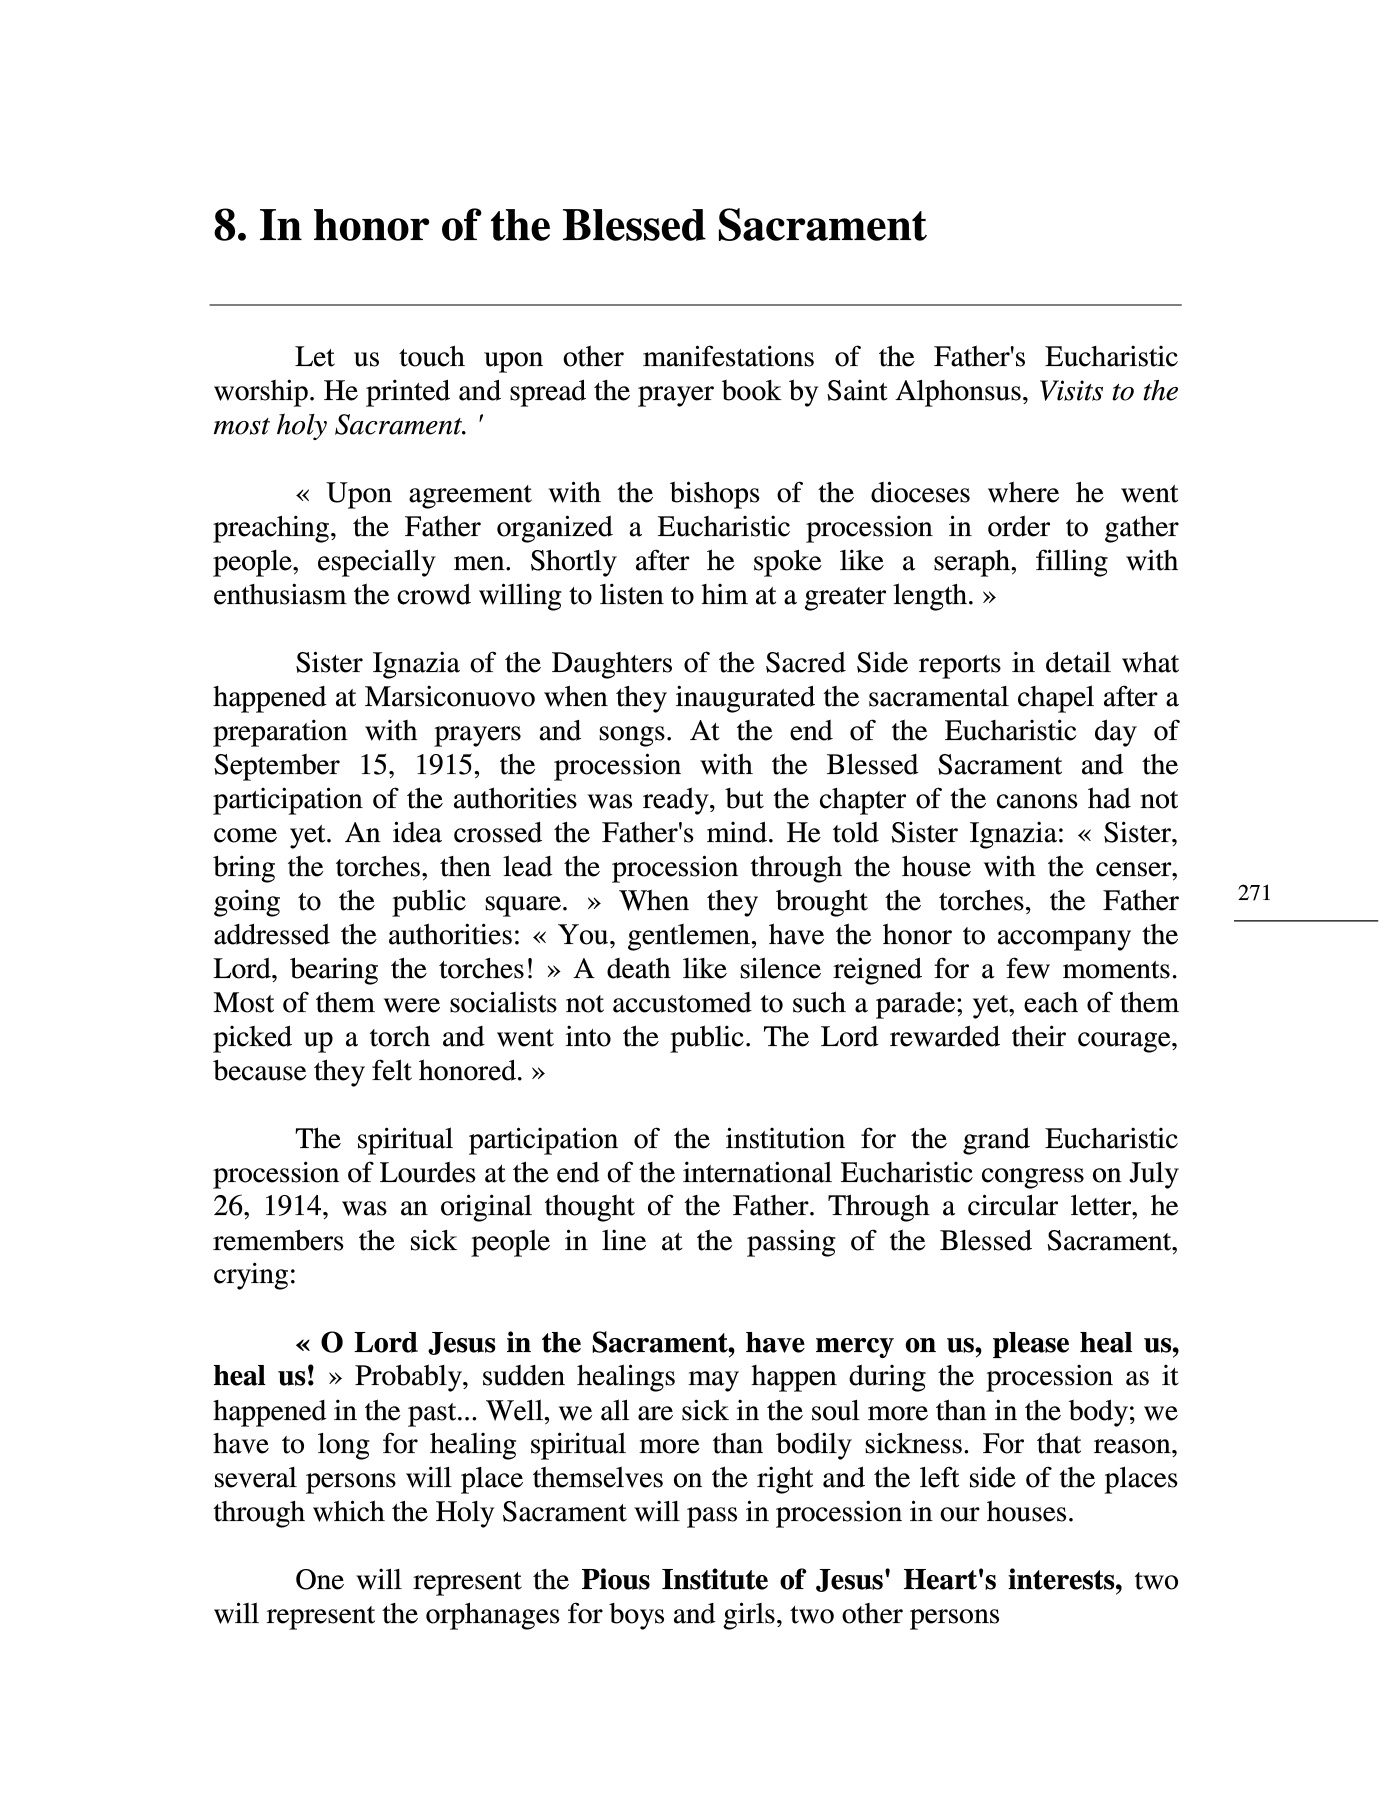 8. In honor of the Blessed Sacrament
Let us touch upon other manifestations of the Father's Eucharistic
worship. He printed and spread the prayer book by Saint Alphonsus, Visits to the
most holy Sacrament. '
« Upon agreement with the bishops of the dioceses where he went
preaching, the Father organized a Eucharistic procession in order to gather
people, especially men. Shortly after he spoke like a seraph, filling with
enthusiasm the crowd willing to listen to him at a greater length. »
Sister Ignazia of the Daughters of the Sacred Side reports in detail what
happened at Marsiconuovo when they inaugurated the sacramental chapel after a
preparation with prayers and songs. At the end of the Eucharistic day of
September 15, 1915, the procession with the Blessed Sacrament and the
participation of the authorities was ready, but the chapter of the canons had not
come yet. An idea crossed the Father's mind. He told Sister Ignazia: « Sister,
bring the torches, then lead the procession through the house with the censer,
going to the public square. » When they brought the torches, the Father
addressed the authorities: « You, gentlemen, have the honor to accompany the
Lord, bearing the torches! » A death like silence reigned for a few moments.
Most of them were socialists not accustomed to such a parade; yet, each of them
picked up a torch and went into the public. The Lord rewarded their courage,
because they felt honored. »
The spiritual participation of the institution for the grand Eucharistic
procession of Lourdes at the end of the international Eucharistic congress on July
26, 1914, was an original thought of the Father. Through a circular letter, he
remembers the sick people in line at the passing of the Blessed Sacrament,
crying:
« O Lord Jesus in the Sacrament, have mercy on us, please heal us,
heal us! » Probably, sudden healings may happen during the procession as it
happened in the past... Well, we all are sick in the soul more than in the body; we
have to long for healing spiritual more than bodily sickness. For that reason,
several persons will place themselves on the right and the left side of the places
through which the Holy Sacrament will pass in procession in our houses.
One will represent the Pious Institute of Jesus' Heart's interests, two
will represent the orphanages for boys and girls, two other persons
271